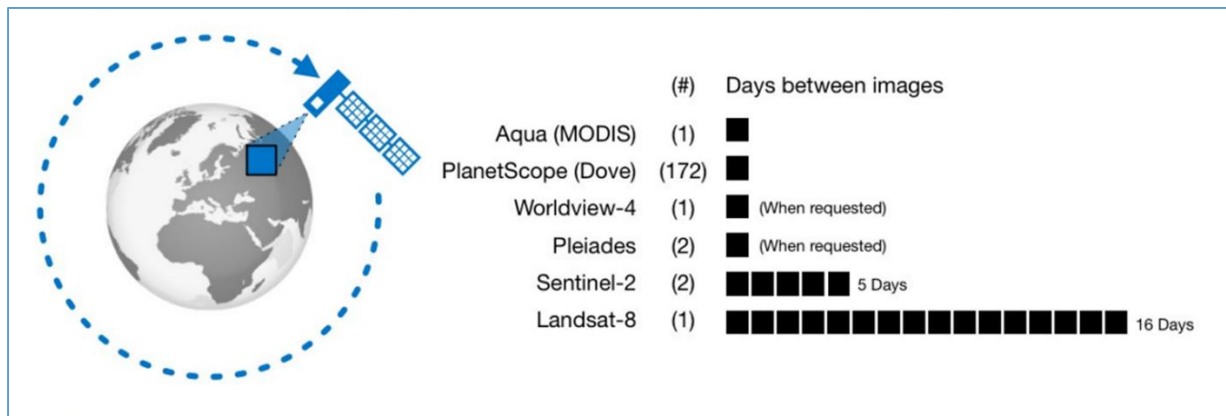 (#) Days between images
Aqua (MODIS) (1)
PlanetScope (Dove) (172)
Worldview-4 (1) (When requested)
Pleiades (2) (When requested)
Sentinel-2 (2) 5 Days
Landsat-8 (1) 16 Days